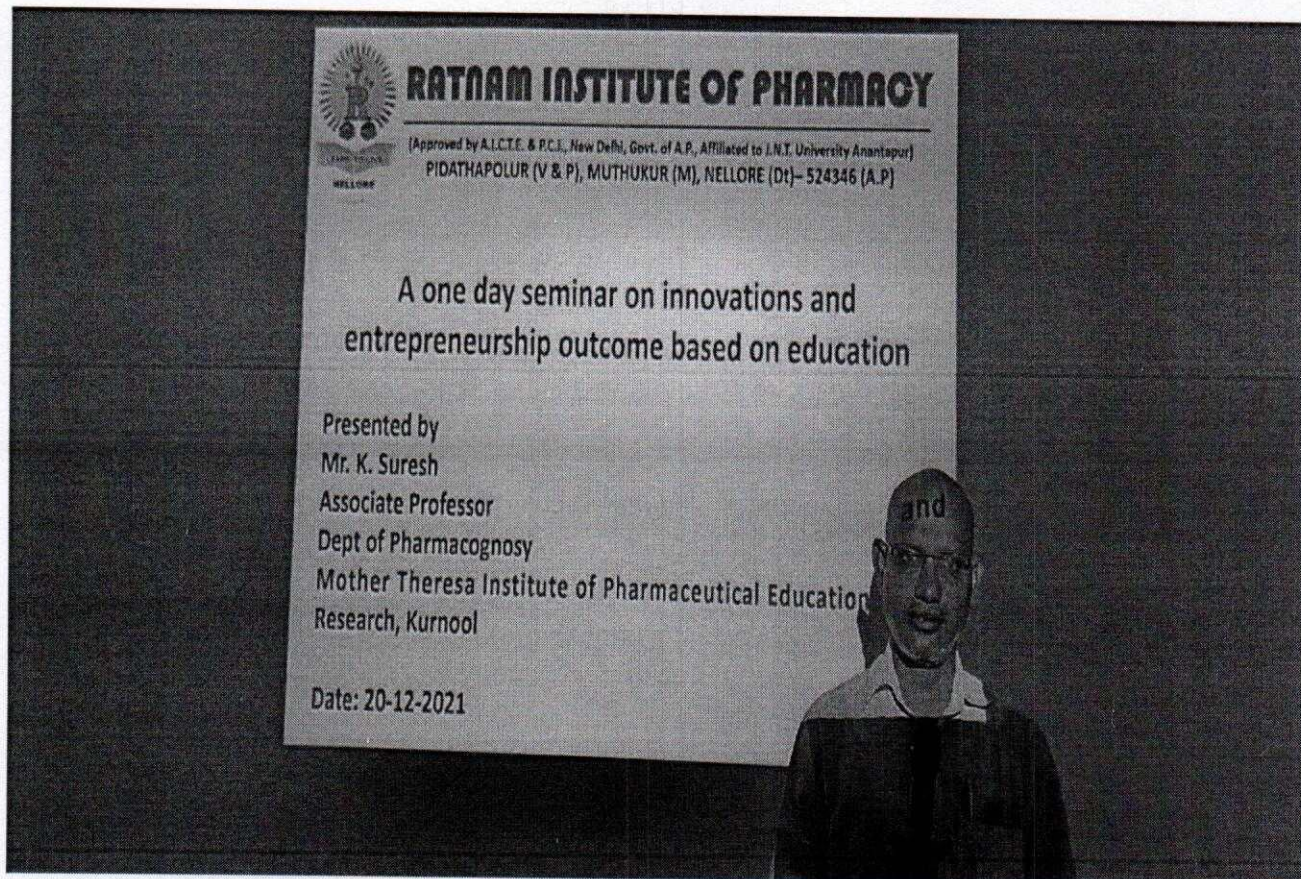 RATNAM INSTITUTE OF PHARMACY
(Approved by A.I.C.T.E. & P.C.I., New Delhi, Govt. of A.P., Affiliated to J.N.T. University Anantapur)
PIDATHAPOLUR (V & P), MUTHUKUR (M), NELLORE (Dt)– 524346 (A.P)
R
NELLORE
A one day seminar on innovations and
entrepreneurship outcome based on education
Presented by
Mr. K. Suresh
Associate Professor
Dept of Pharmacognosy
Mother Theresa Institute of Pharmaceutical Education and
Research, Kurnool
Date: 20-12-2021